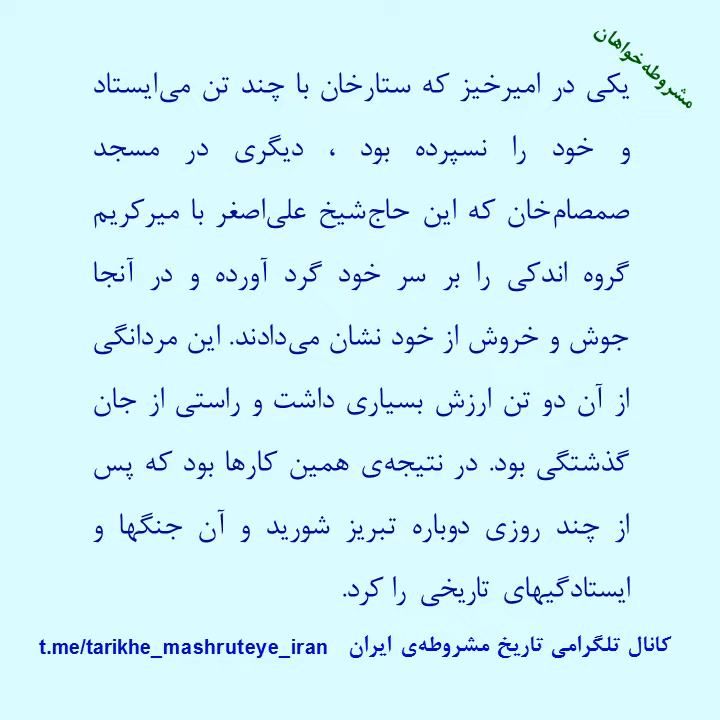 مشروطه‌خواهان
یکی در امیرخیز که ستارخان با چند تن می‌ایستاد
و خود را نسپرده بود ، دیگری در مسجد
صمصام‌خان که این حاج‌شیخ علی‌اصغر با میرکریم
گروه اندکی را بر سر خود گرد آورده و در آنجا
جوش و خروش از خود نشان می‌دادند. این مردانگی
از آن دو تن ارزش بسیاری داشت و راستی از جان
گذشتگی بود. در نتیجه‌ی همین کارها بود که پس
از چند روزی دوباره تبریز شورید و آن جنگها و
ایستادگیهای تاریخی را کرد.
کانال تلگرامی تاریخ مشروطه‌ی ایران t.me/tarikhe_mashruteye_iran